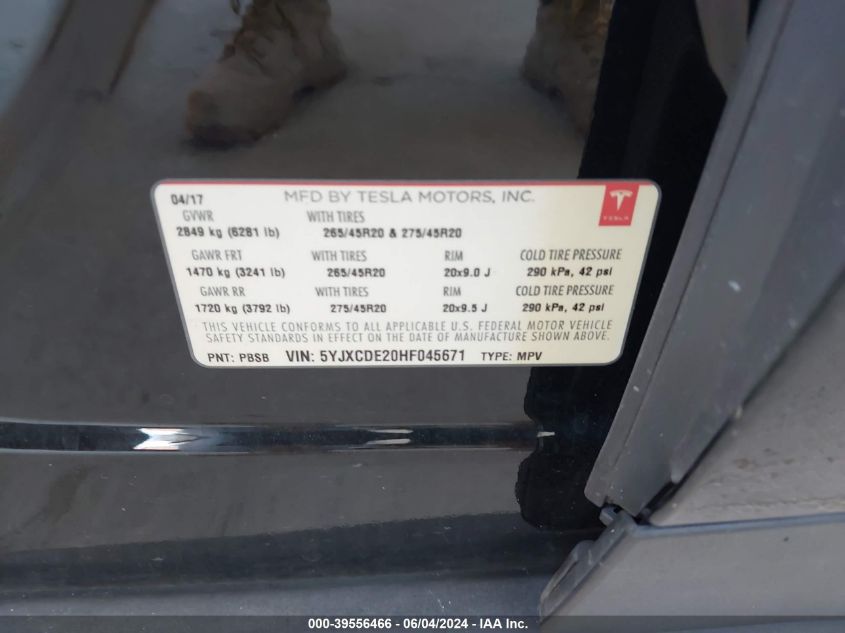 04/17 MFD BY TESLA MOTORS, INC.
GVWR WITH TIRES
2849 kg (6281 lb) 265/45R20 & 275/45R20
TESLA
GAWR FRT WITH TIRES RIM COLD TIRE PRESSURE
1470 kg (3241 lb) 265/45R20 20x9.0 J 290 kPa, 42 psi
GAWR RR WITH TIRES RIM COLD TIRE PRESSURE
1720 kg (3792 lb) 275/45R20 20x9.5 J 290 kPa, 42 psi
THIS VEHICLE CONFORMS TO ALL APPLICABLE U.S. FEDERAL MOTOR VEHICLE
SAFETY STANDARDS IN EFFECT ON THE DATE OF MANUFACTURE SHOWN ABOVE.
PNT: PBSB VIN: 5YJXCDE20HF045671 TYPE: MPV
000-39556466 - 06/04/2024 - IAA, Inc.